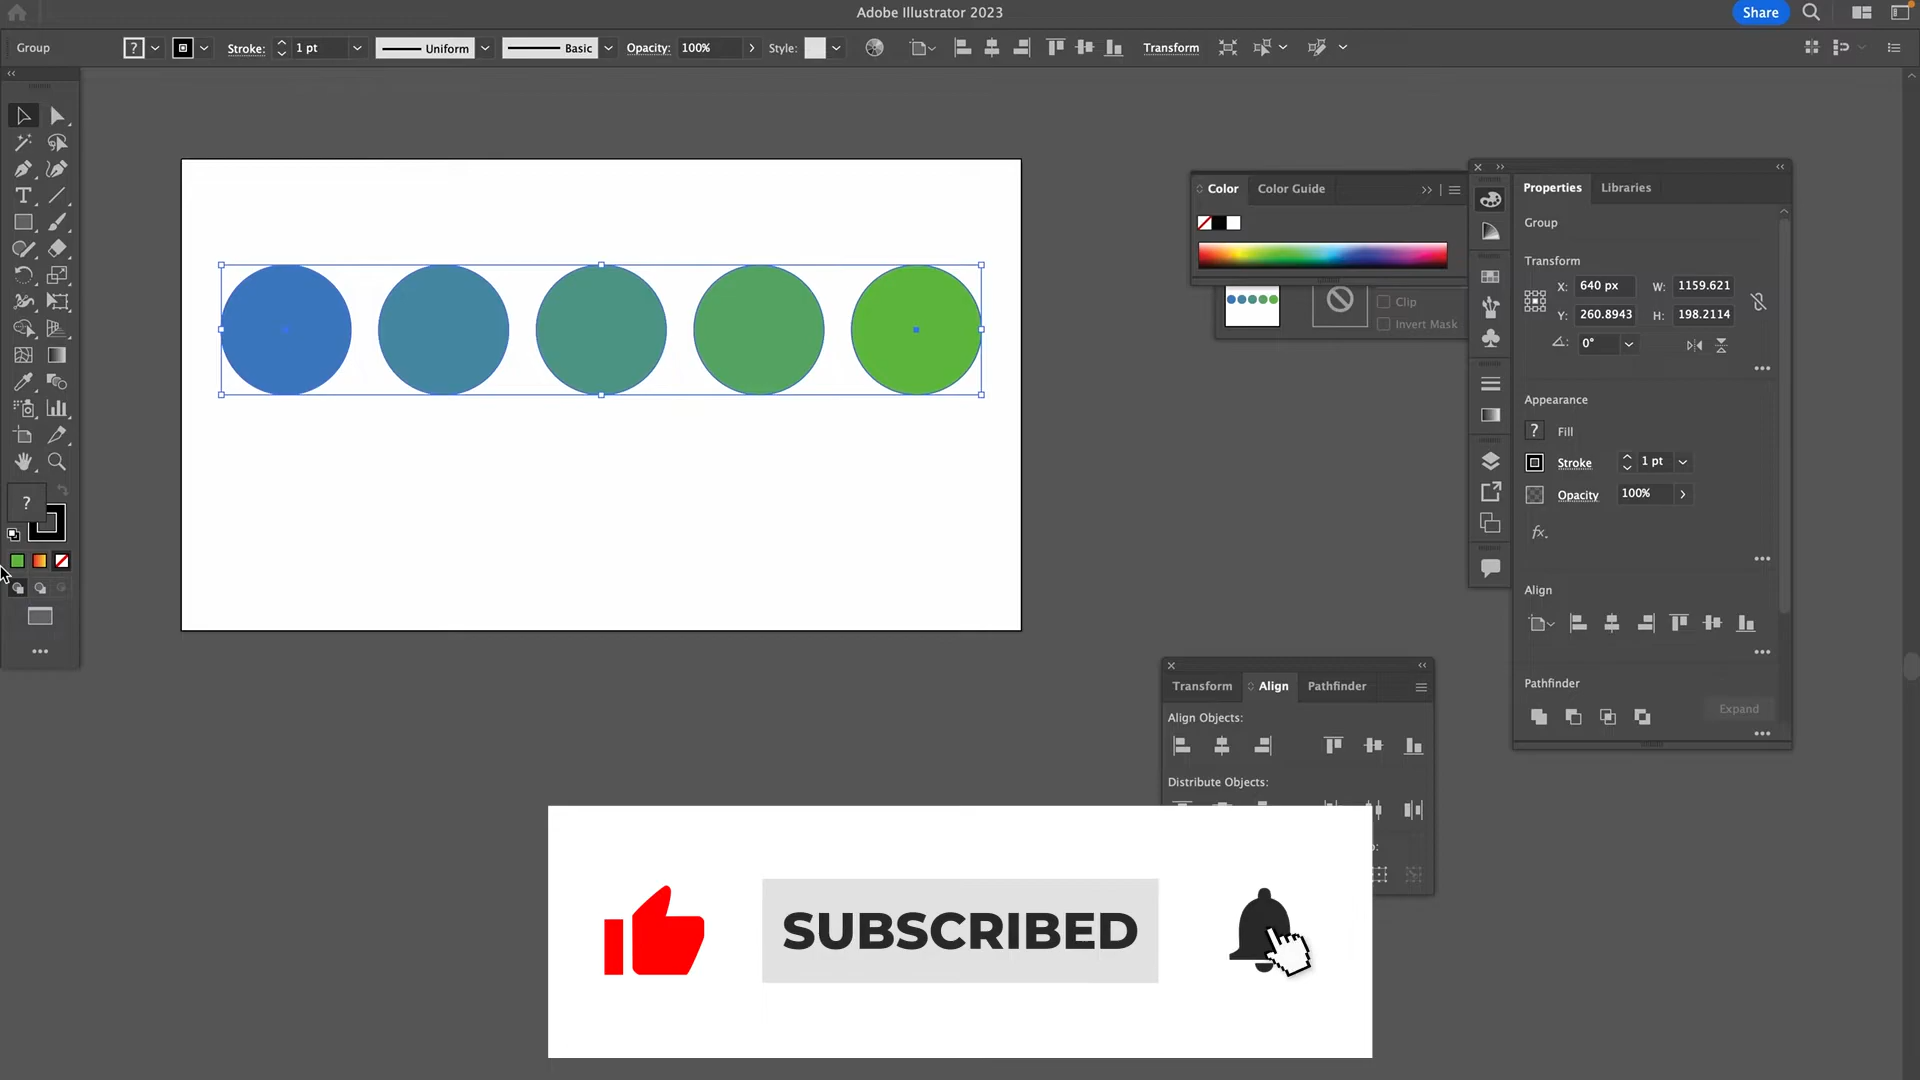 Adobe Illustrator 2023
Share
Group
?
Stroke:
1 pt
Uniform
Basic
Opacity:
100%
Style:
Transform
Color
Color Guide
Clip
Invert Mask
Properties
Libraries
Group
Transform
X:
640 px
W:
1159.621
Y:
260.8943
H:
198.2114
0°
Appearance
?
Fill
Stroke
1 pt
Opacity
100%
fx.
Align
Pathfinder
Expand
?
Transform
Align
Pathfinder
Align Objects:
Distribute Objects:
SUBSCRIBED